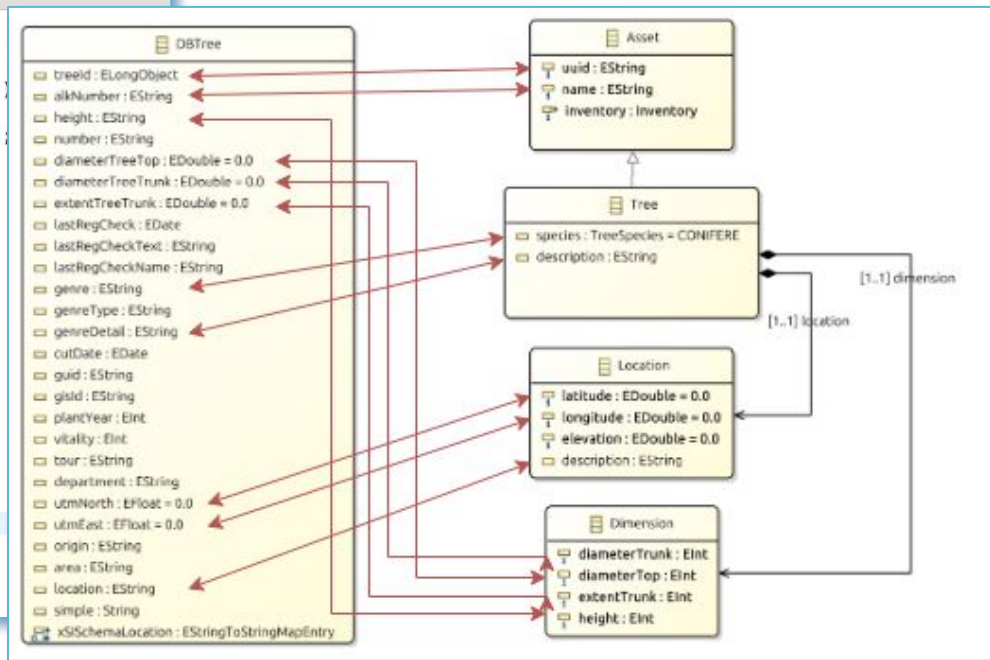 DBTree
treeId : ELongObject
alkNumber : EString
height : EString
number : EString
diameterTreeTop : EDouble = 0.0
diameterTreeTrunk : EDouble = 0.0
extentTreeTrunk : EDouble = 0.0
lastRegCheck : EDate
lastRegCheckText : EString
lastRegCheckName : EString
genre : EString
genreType : EString
genreDetail : EString
cutDate : EDate
guid : EString
gisId : EString
plantYear : EInt
vitality : EInt
tour : EString
department : EString
utmNorth : EFloat = 0.0
utmEast : EFloat = 0.0
origin : EString
area : EString
location : EString
simple : String
xSISchemaLocation : EStringToStringMapEntry
Asset
uuid : EString
name : EString
inventory : Inventory
Tree
species : TreeSpecies = CONIFERE
description : EString
[1..1] dimension
[1..1] location
Location
latitude : EDouble = 0.0
longitude : EDouble = 0.0
elevation : EDouble = 0.0
description : EString
Dimension
diameterTrunk : EInt
diameterTop : EInt
extentTrunk : EInt
height : EInt